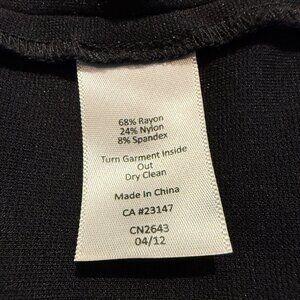 68% Rayon
24% Nylon
8% Spandex
Turn Garment Inside
Out
Dry Clean
Made In China
CA #23147
CN2643
04/12